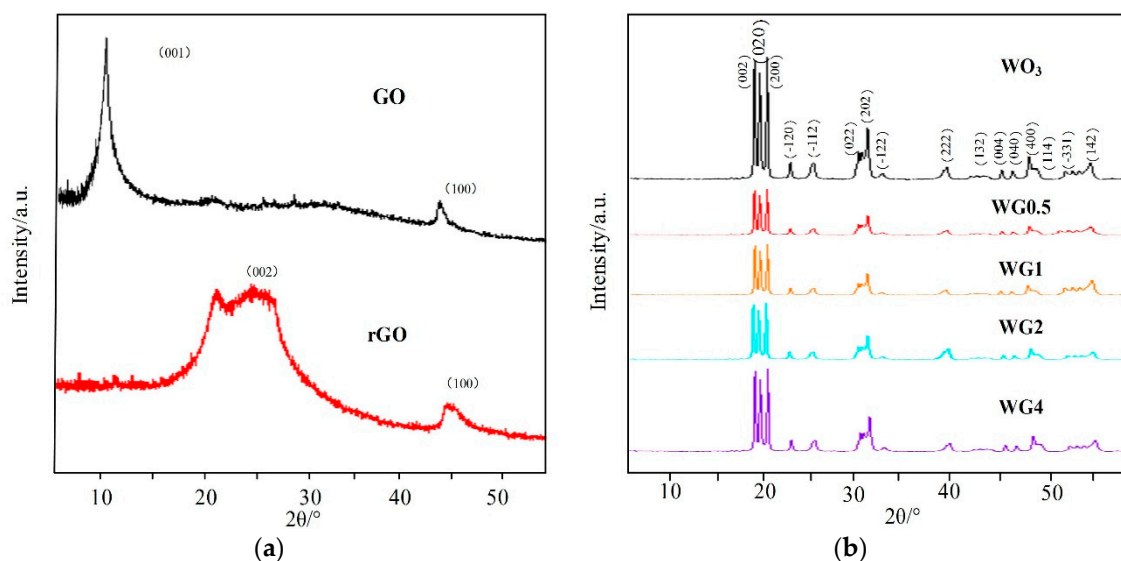 (001)
GO
(100)
(002)
rGO
(100)
Intensity/a.u.
10 20 30 40 50
2θ/°
(a)
(002) (020) (200) (-120) (-112) (022) (202) (-122) (222) (132) (004) (040) (400) (114) (-331) (142)
WO₃
WG0.5
WG1
WG2
WG4
Intensity/a.u.
10 20 30 40 50
2θ/°
(b)